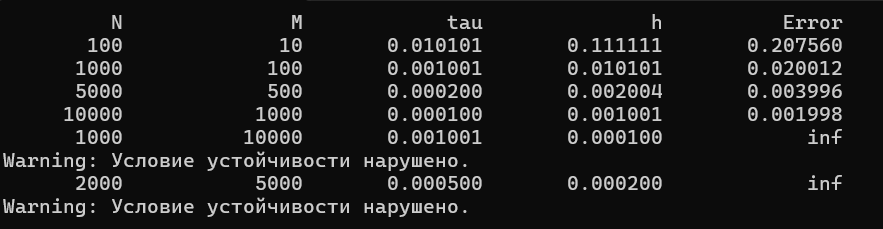 N M tau h Error
100 10 0.010101 0.111111 0.207560
1000 100 0.001001 0.010101 0.020012
5000 500 0.000200 0.002004 0.003996
10000 1000 0.000100 0.001001 0.001998
1000 10000 0.001001 0.000100 inf
Warning: Условие устойчивости нарушено.
2000 5000 0.000500 0.000200 inf
Warning: Условие устойчивости нарушено.